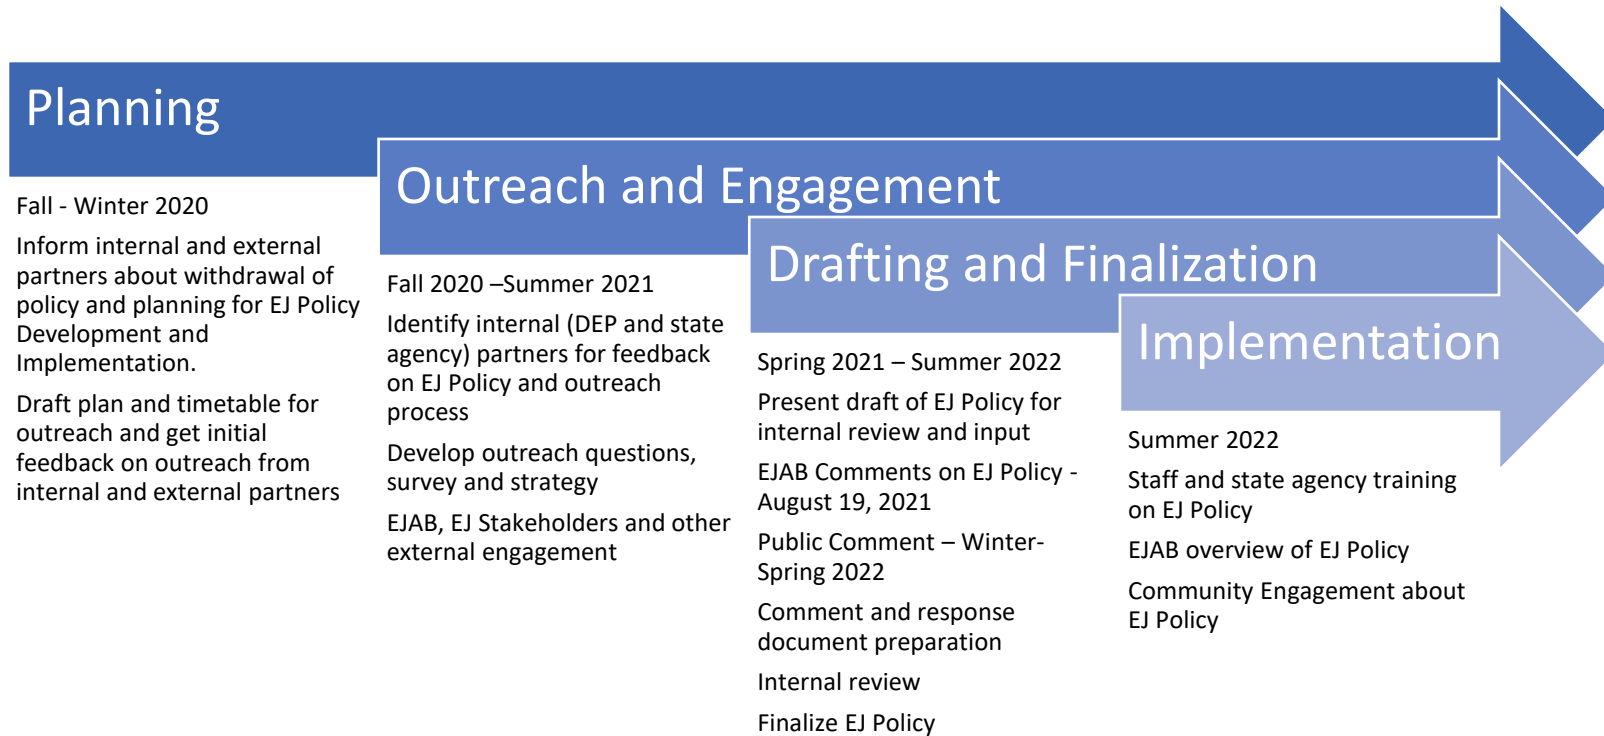 Planning
Fall - Winter 2020
Inform internal and external
partners about withdrawal of
policy and planning for EJ Policy
Development and
Implementation.
Draft plan and timetable for
outreach and get initial
feedback on outreach from
internal and external partners
Outreach and Engagement
Fall 2020 –Summer 2021
Identify internal (DEP and state
agency) partners for feedback
on EJ Policy and outreach
process
Develop outreach questions,
survey and strategy
EJAB, EJ Stakeholders and other
external engagement
Drafting and Finalization
Spring 2021 – Summer 2022
Present draft of EJ Policy for
internal review and input
EJAB Comments on EJ Policy -
August 19, 2021
Public Comment – Winter-
Spring 2022
Comment and response
document preparation
Internal review
Finalize EJ Policy
Implementation
Summer 2022
Staff and state agency training
on EJ Policy
EJAB overview of EJ Policy
Community Engagement about
EJ Policy